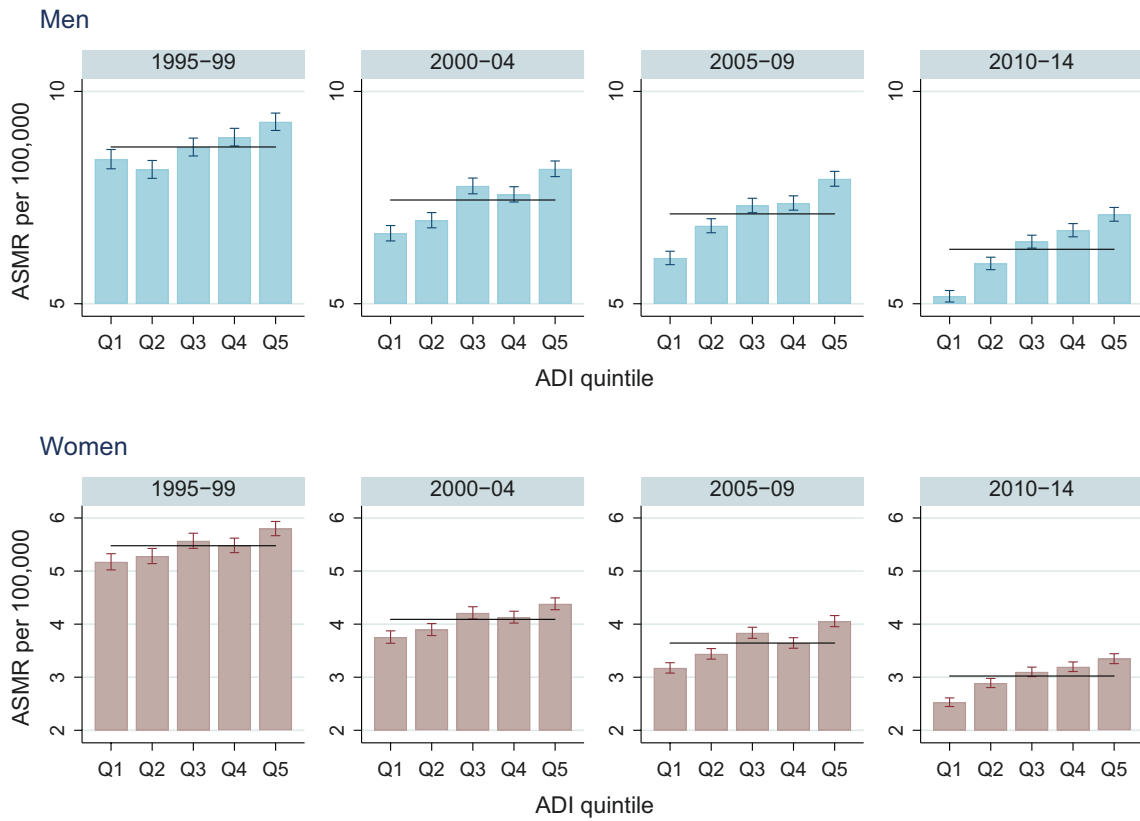 Men
1995−99 2000−04 2005−09 2010−14
ASMR per 100,000
10 10 10 10
5 5 5 5
Q1 Q2 Q3 Q4 Q5 Q1 Q2 Q3 Q4 Q5 Q1 Q2 Q3 Q4 Q5 Q1 Q2 Q3 Q4 Q5
ADI quintile
Women
1995−99 2000−04 2005−09 2010−14
ASMR per 100,000
6 6 6 6
5 5 5 5
4 4 4 4
3 3 3 3
2 2 2 2
Q1 Q2 Q3 Q4 Q5 Q1 Q2 Q3 Q4 Q5 Q1 Q2 Q3 Q4 Q5 Q1 Q2 Q3 Q4 Q5
ADI quintile